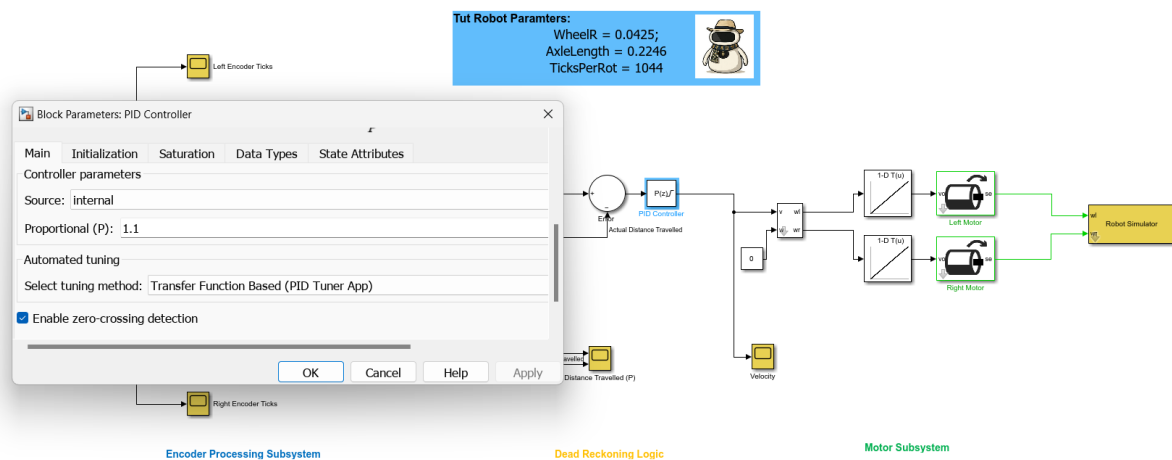 Tut Robot Paramters:
WheelR = 0.0425;
AxleLength = 0.2246
TicksPerRot = 1044
Left Encoder Ticks
Block Parameters: PID Controller
Main Initialization Saturation Data Types State Attributes
Controller parameters
Source: internal
Proportional (P): 1.1
Automated tuning
Select tuning method: Transfer Function Based (PID Tuner App)
Enable zero-crossing detection
OK Cancel Help Apply
+
−
Error
P(z)
PID Controller
Actual Distance Travelled
0
v wl
w wr
1-D T(u)
1-D T(u)
vo se
Left Motor
vo se
Right Motor
wl
wr
Robot Simulator
Distance Travelled (P)
Velocity
Right Encoder Ticks
Encoder Processing Subsystem
Dead Reckoning Logic
Motor Subsystem